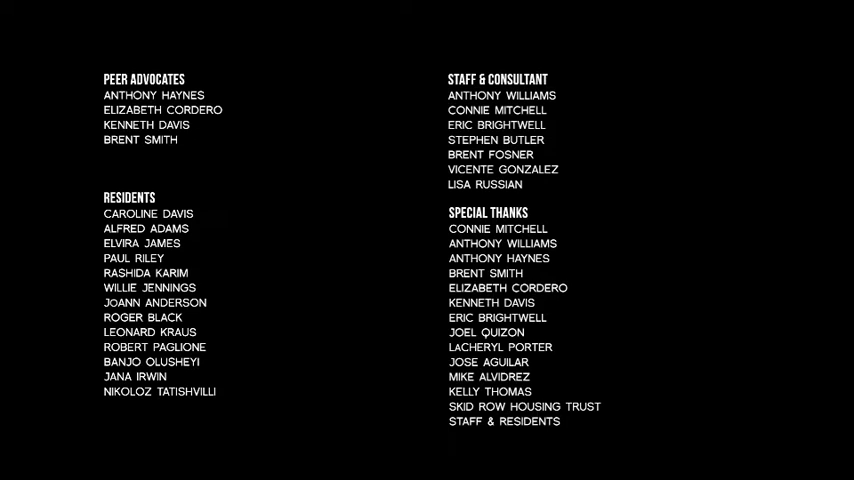 PEER ADVOCATES
ANTHONY HAYNES
ELIZABETH CORDERO
KENNETH DAVIS
BRENT SMITH
RESIDENTS
CAROLINE DAVIS
ALFRED ADAMS
ELVIRA JAMES
PAUL RILEY
RASHIDA KARIM
WILLIE JENNINGS
JoANN ANDERSON
ROGER BLACK
LEONARD KRAUS
ROBERT PAGLIONE
BANJO OLUSHEYI
JANA IRWIN
NIKOLOZ TATISHVILLI
STAFF & CONSULTANT
ANTHONY WILLIAMS
CONNIE MITCHELL
ERIC BRIGHTWELL
STEPHEN BUTLER
BRENT FOSNER
VICENTE GONZALEZ
LISA RUSSIAN
SPECIAL THANKS
CONNIE MITCHELL
ANTHONY WILLIAMS
ANTHONY HAYNES
BRENT SMITH
ELIZABETH CORDERO
KENNETH DAVIS
ERIC BRIGHTWELL
JOEL QUIZON
LaCHERYL PORTER
JOSE AGUILAR
MIKE ALVIDREZ
KELLY THOMAS
SKID ROW HOUSING TRUST
STAFF & RESIDENTS